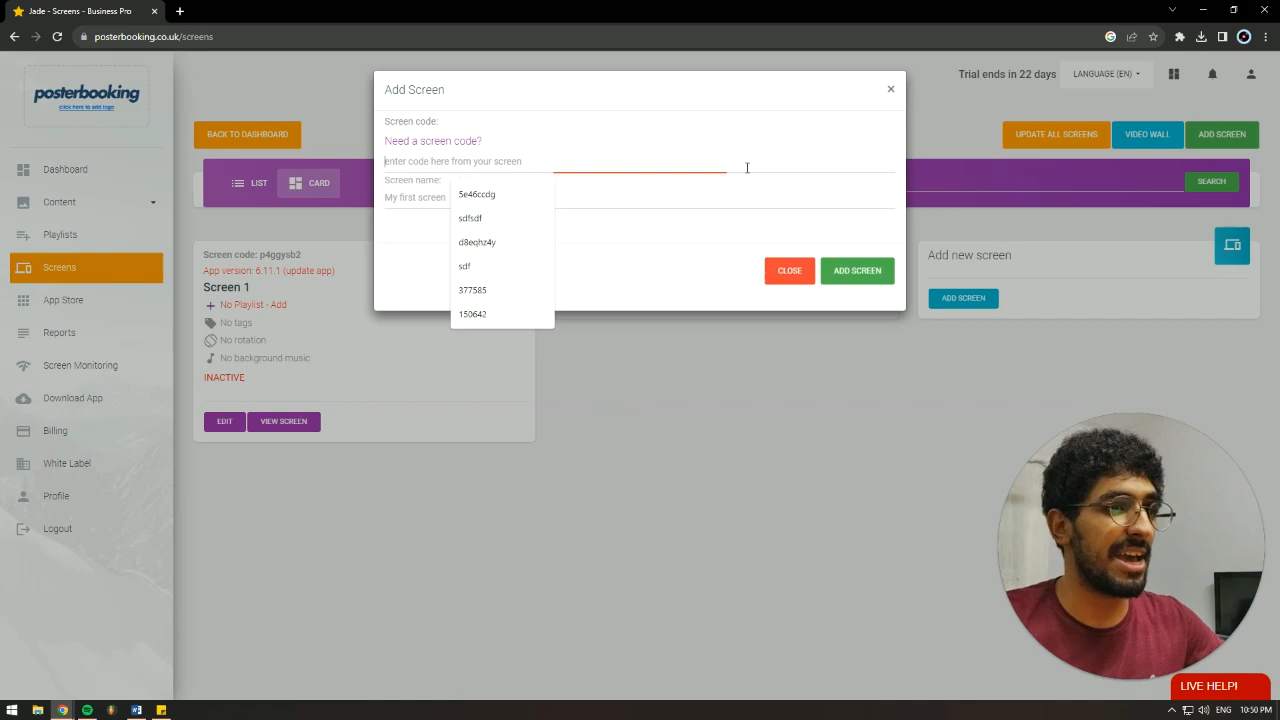 Jade - Screens - Business Pro
posterbooking.co.uk/screens
posterbooking
click here to add logo
Dashboard
Content
Playlists
Screens
App Store
Reports
Screen Monitoring
Download App
Billing
White Label
Profile
Logout
Trial ends in 22 days
LANGUAGE (EN)
BACK TO DASHBOARD
UPDATE ALL SCREENS
VIDEO WALL
ADD SCREEN
LIST
CARD
SEARCH
Add Screen
×
Screen code:
Need a screen code?
enter code here from your screen
Screen name:
My first screen
5e46ccdg
sdfsdf
d8eqhz4y
sdf
377585
150642
CLOSE
ADD SCREEN
Screen code: p4ggysb2
App version: 6.11.1 (update app)
Screen 1
No Playlist - Add
No tags
No rotation
No background music
INACTIVE
EDIT
VIEW SCREEN
Add new screen
ADD SCREEN
LIVE HELP!
ENG
10:50 PM